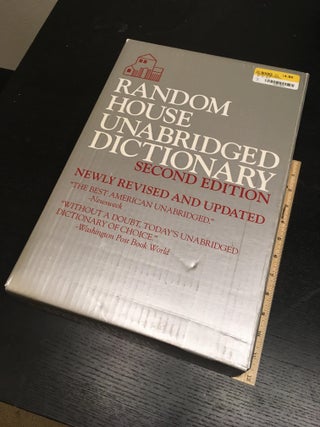 RANDOM
HOUSE
UNABRIDGED
DICTIONARY
SECOND EDITION
NEWLY REVISED AND UPDATED
"THE BEST AMERICAN UNABRIDGED."
-Newsweek
"WITHOUT A DOUBT, TODAY'S UNABRIDGED
DICTIONARY OF CHOICE."
-Washington Post Book World